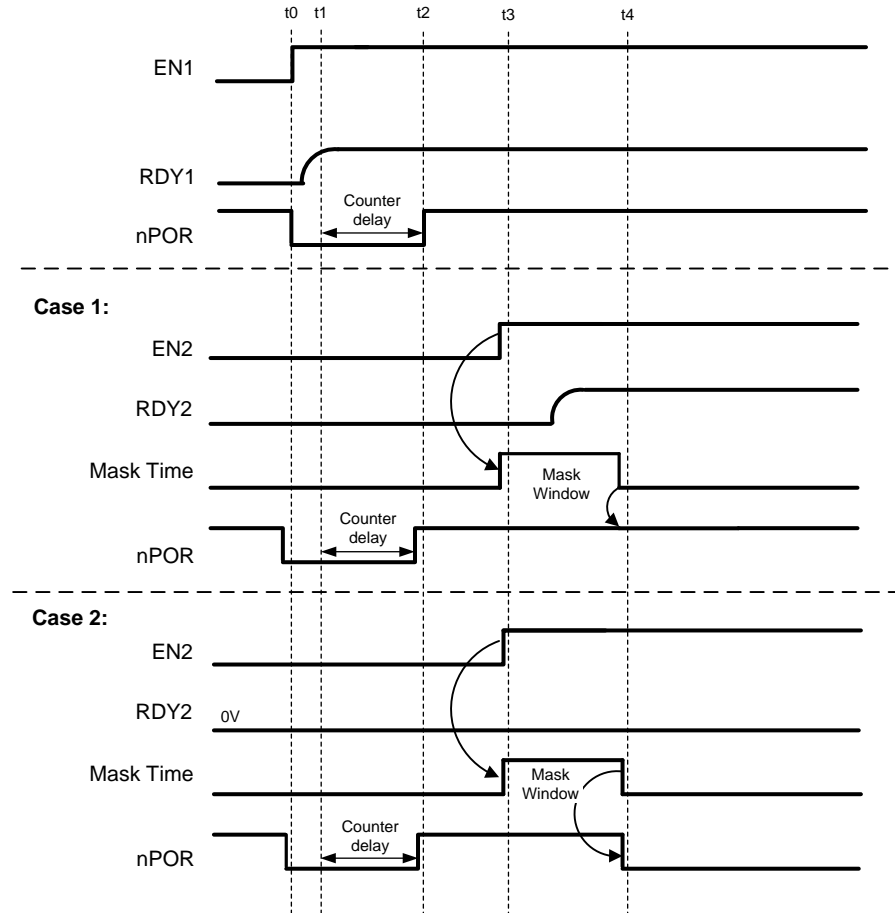 t0 t1 t2 t3 t4
EN1
RDY1
Counter
delay
nPOR
Case 1:
EN2
RDY2
Mask Time
Mask
Window
Counter
delay
nPOR
Case 2:
EN2
RDY2
0V
Mask Time
Mask
Window
Counter
delay
nPOR